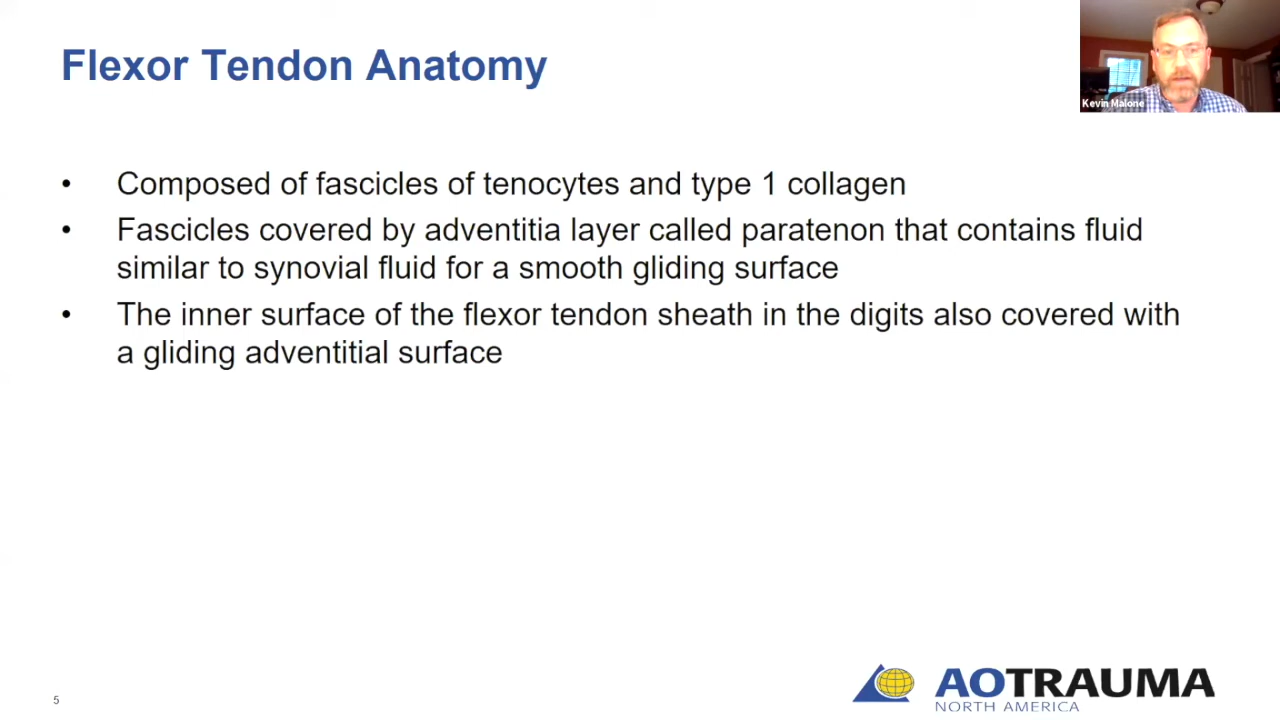 Flexor Tendon Anatomy
Kevin Malone
• Composed of fascicles of tenocytes and type 1 collagen
• Fascicles covered by adventitia layer called paratenon that contains fluid
similar to synovial fluid for a smooth gliding surface
• The inner surface of the flexor tendon sheath in the digits also covered with
a gliding adventitial surface
5
AOTRAUMA
NORTH AMERICA